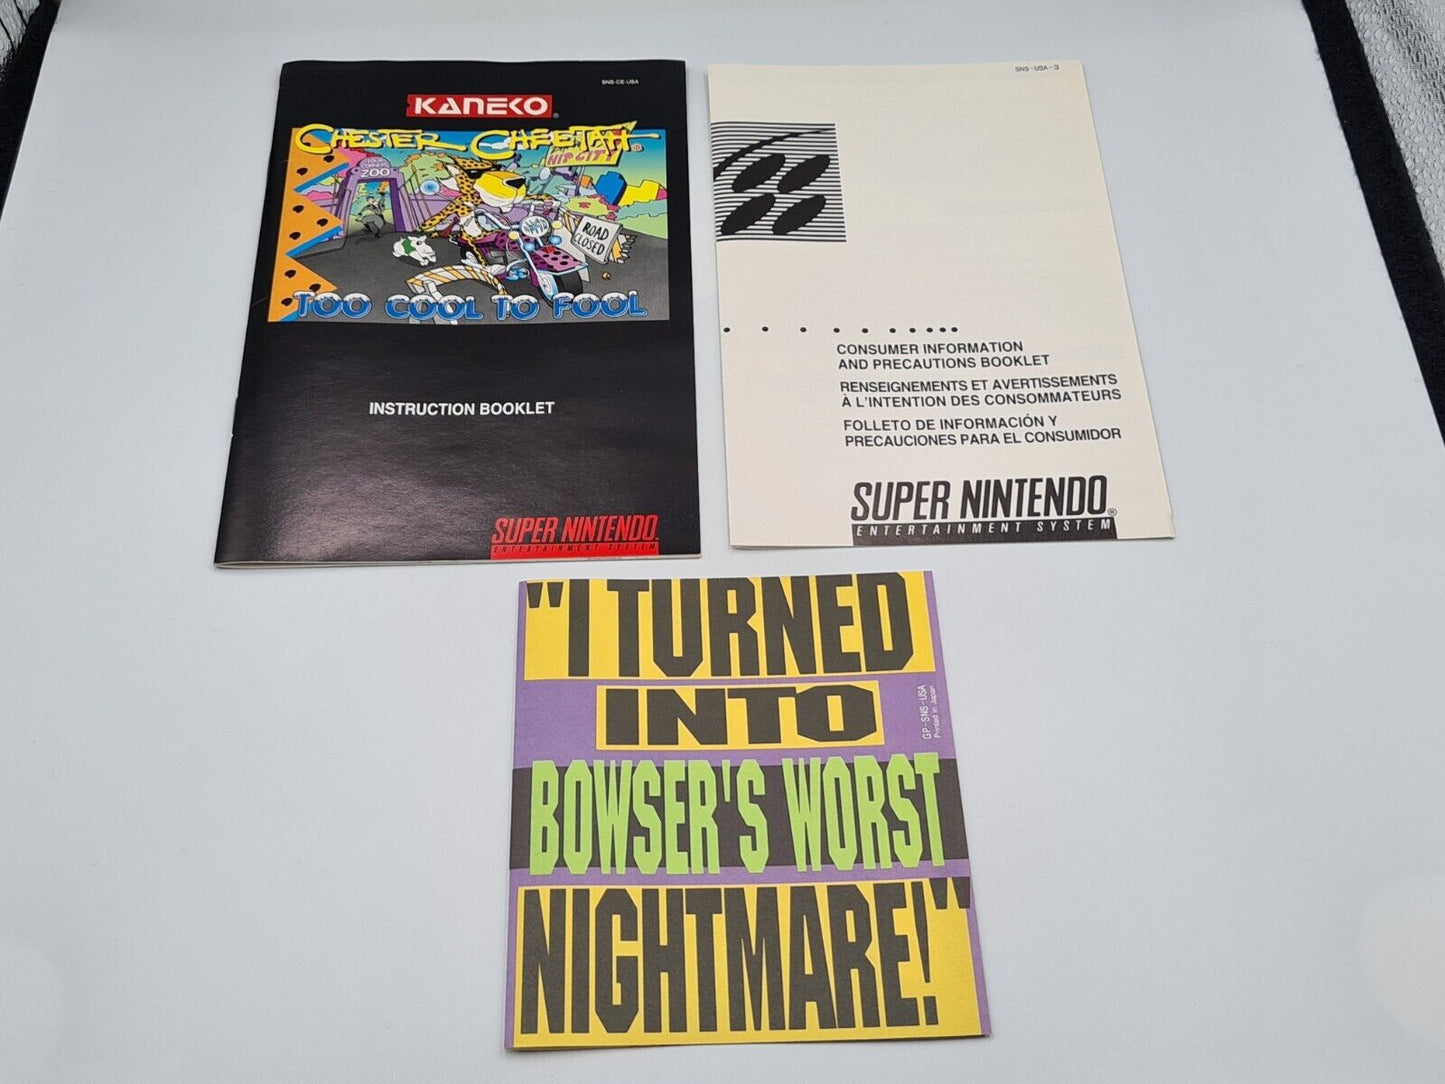 SNS-CE-USA
KANEKO®
CHESTER CHEETAH
HIP CITY
FOUR CORNERS
ZOO
ROAD
CLOSED
TOO COOL TO FOOL
INSTRUCTION BOOKLET
SUPER NINTENDO
ENTERTAINMENT SYSTEM
SNS-USA-3
CONSUMER INFORMATION
AND PRECAUTIONS BOOKLET
RENSEIGNEMENTS ET AVERTISSEMENTS
À L'INTENTION DES CONSOMMATEURS
FOLLETO DE INFORMACIÓN Y
PRECAUCIONES PARA EL CONSUMIDOR
SUPER NINTENDO®
ENTERTAINMENT SYSTEM
"I TURNED
INTO
BOWSER'S WORST
NIGHTMARE!"
GP-SNS-USA
Printed in Japan